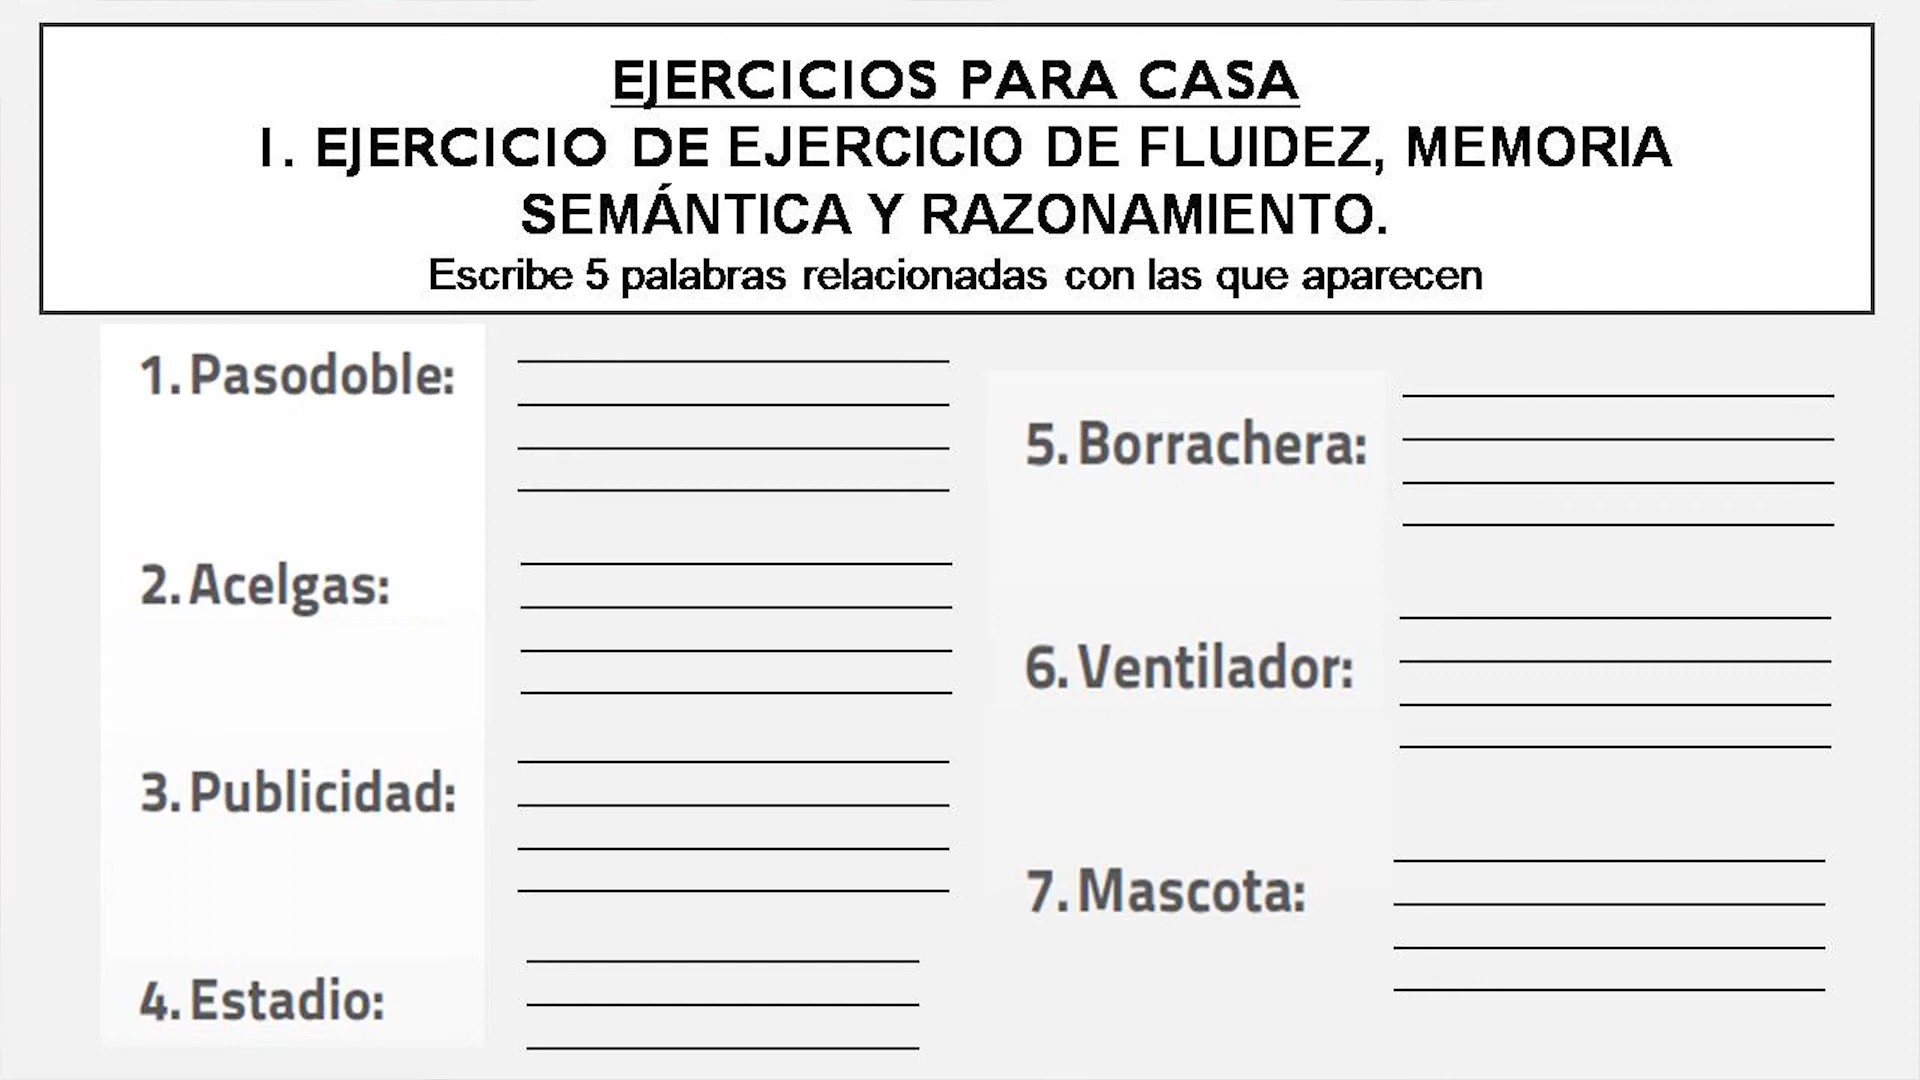 EJERCICIOS PARA CASA
1. EJERCICIO DE EJERCICIO DE FLUIDEZ, MEMORIA
SEMÁNTICA Y RAZONAMIENTO.
Escribe 5 palabras relacionadas con las que aparecen
1. Pasodoble:
2. Acelgas:
3. Publicidad:
4. Estadio:
5. Borrachera:
6. Ventilador:
7. Mascota: